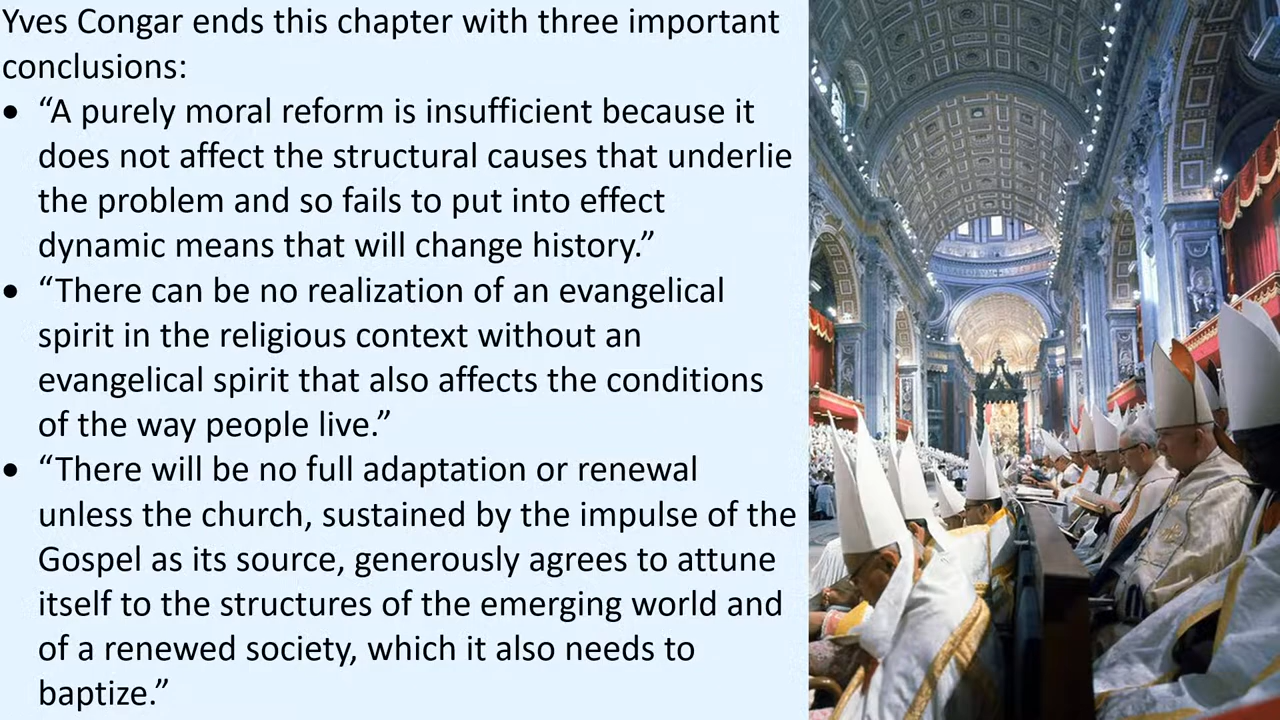 Yves Congar ends this chapter with three important
conclusions:
• “A purely moral reform is insufficient because it
does not affect the structural causes that underlie
the problem and so fails to put into effect
dynamic means that will change history.”
• “There can be no realization of an evangelical
spirit in the religious context without an
evangelical spirit that also affects the conditions
of the way people live.”
• “There will be no full adaptation or renewal
unless the church, sustained by the impulse of the
Gospel as its source, generously agrees to attune
itself to the structures of the emerging world and
of a renewed society, which it also needs to
baptize.”